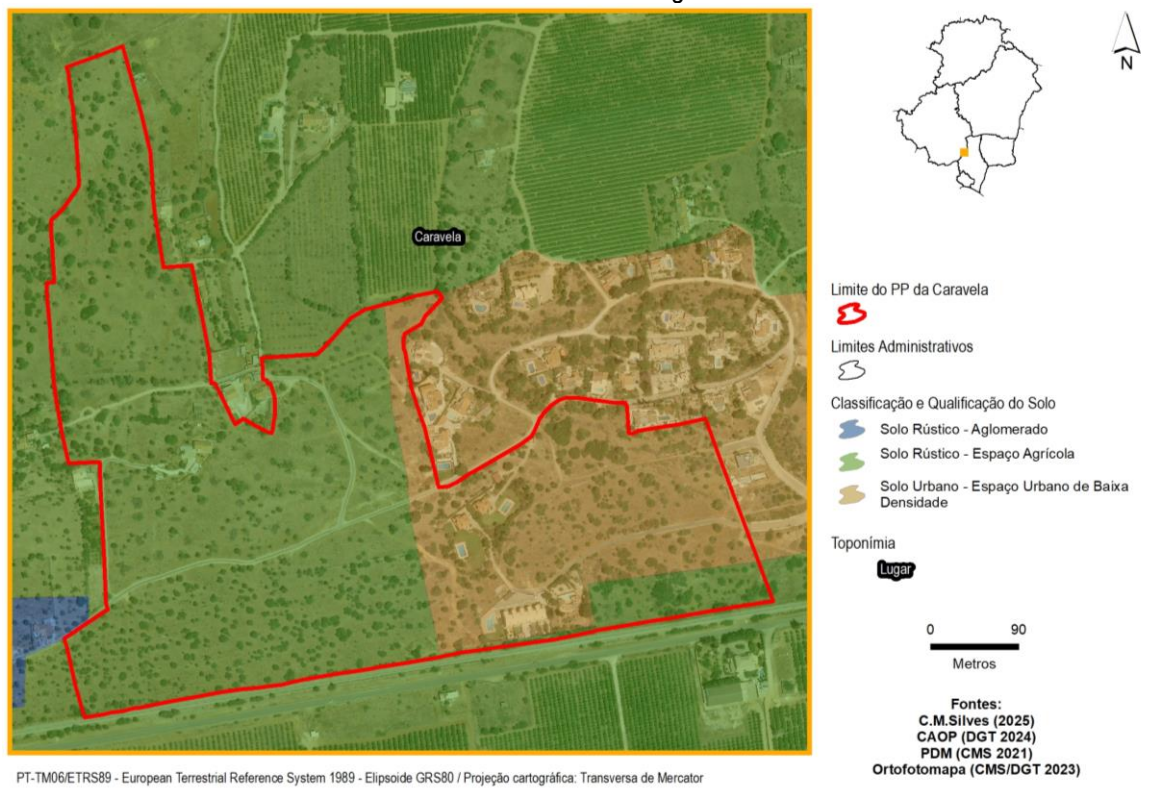 N
Caravela
Limite do PP da Caravela
Limites Administrativos
Classificação e Qualificação do Solo
Solo Rústico - Aglomerado
Solo Rústico - Espaço Agrícola
Solo Urbano - Espaço Urbano de Baixa
Densidade
Toponímia
Lugar
0 90
Metros
Fontes:
C.M.Silves (2025)
CAOP (DGT 2024)
PDM (CMS 2021)
Ortofotomapa (CMS/DGT 2023)
PT-TM06/ETRS89 - European Terrestrial Reference System 1989 - Elipsoide GRS80 / Projeção cartográfica: Transversa de Mercator